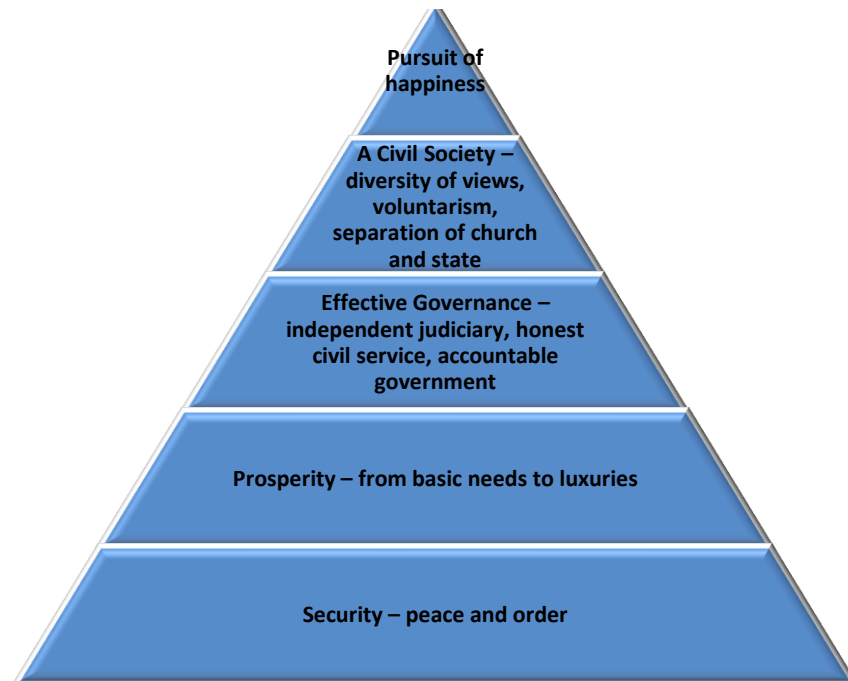 Pursuit of
happiness
A Civil Society –
diversity of views,
voluntarism,
separation of church
and state
Effective Governance –
independent judiciary, honest
civil service, accountable
government
Prosperity – from basic needs to luxuries
Security – peace and order